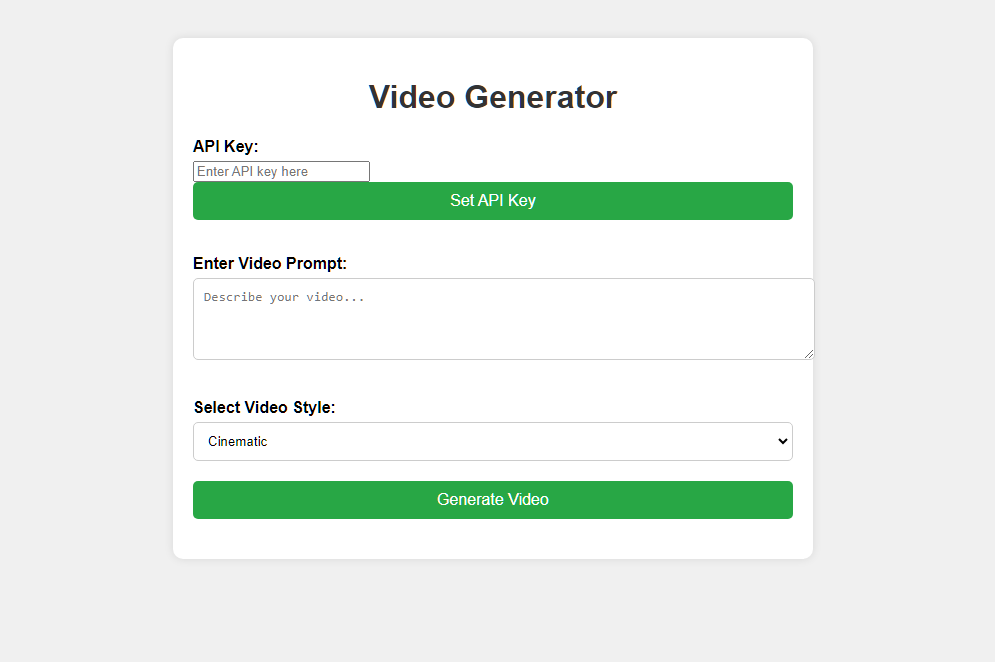 Video Generator
API Key:
Enter API key here
Set API Key
Enter Video Prompt:
Describe your video...
Select Video Style:
Cinematic
Generate Video